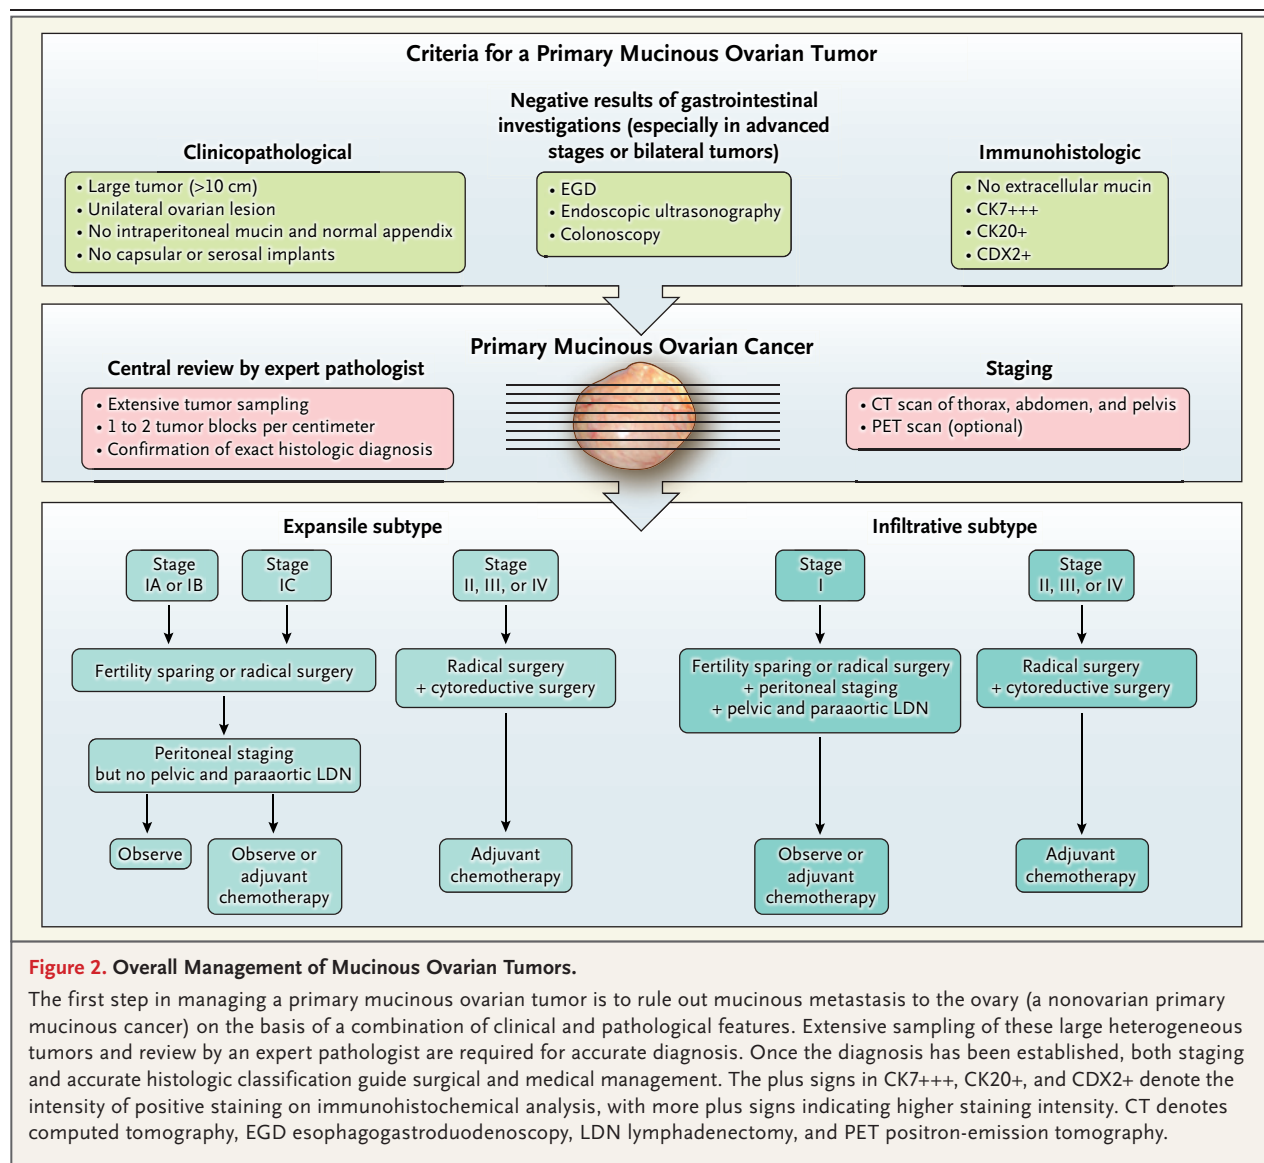 Criteria for a Primary Mucinous Ovarian Tumor
Clinicopathological
• Large tumor (>10 cm)
• Unilateral ovarian lesion
• No intraperitoneal mucin and normal appendix
• No capsular or serosal implants
Negative results of gastrointestinal
investigations (especially in advanced
stages or bilateral tumors)
• EGD
• Endoscopic ultrasonography
• Colonoscopy
Immunohistologic
• No extracellular mucin
• CK7+++
• CK20+
• CDX2+
Primary Mucinous Ovarian Cancer
Central review by expert pathologist
• Extensive tumor sampling
• 1 to 2 tumor blocks per centimeter
• Confirmation of exact histologic diagnosis
Staging
• CT scan of thorax, abdomen, and pelvis
• PET scan (optional)
Expansile subtype
Stage
IA or IB
Stage
IC
Stage
II, III, or IV
Fertility sparing or radical surgery
Radical surgery
+ cytoreductive surgery
Peritoneal staging
but no pelvic and paraaortic LDN
Observe
Observe or
adjuvant
chemotherapy
Adjuvant
chemotherapy
Infiltrative subtype
Stage
I
Stage
II, III, or IV
Fertility sparing or radical surgery
+ peritoneal staging
+ pelvic and paraaortic LDN
Radical surgery
+ cytoreductive surgery
Observe or
adjuvant
chemotherapy
Adjuvant
chemotherapy
Figure 2. Overall Management of Mucinous Ovarian Tumors.
The first step in managing a primary mucinous ovarian tumor is to rule out mucinous metastasis to the ovary (a nonovarian primary
mucinous cancer) on the basis of a combination of clinical and pathological features. Extensive sampling of these large heterogeneous
tumors and review by an expert pathologist are required for accurate diagnosis. Once the diagnosis has been established, both staging
and accurate histologic classification guide surgical and medical management. The plus signs in CK7+++, CK20+, and CDX2+ denote the
intensity of positive staining on immunohistochemical analysis, with more plus signs indicating higher staining intensity. CT denotes
computed tomography, EGD esophagogastroduodenoscopy, LDN lymphadenectomy, and PET positron-emission tomography.